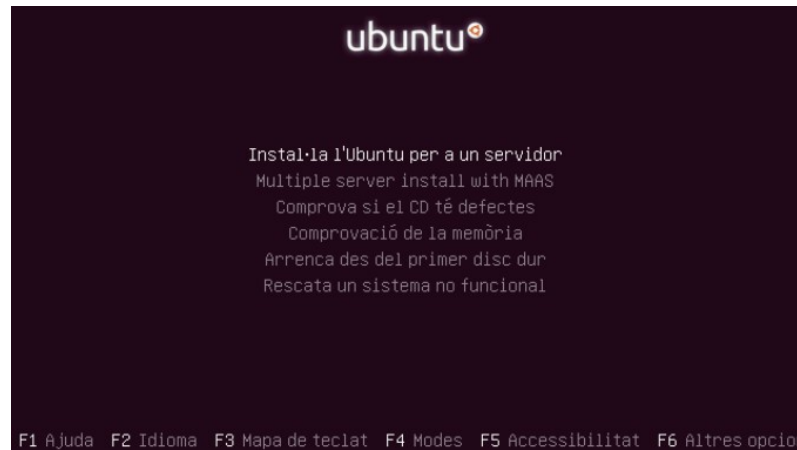 ubuntu
Instal·la l'Ubuntu per a un servidor
Multiple server install with MAAS
Comprova si el CD té defectes
Comprovació de la memòria
Arrenca des del primer disc dur
Rescata un sistema no funcional
F1 Ajuda F2 Idioma F3 Mapa de teclat F4 Modes F5 Accessibilitat F6 Altres opcio